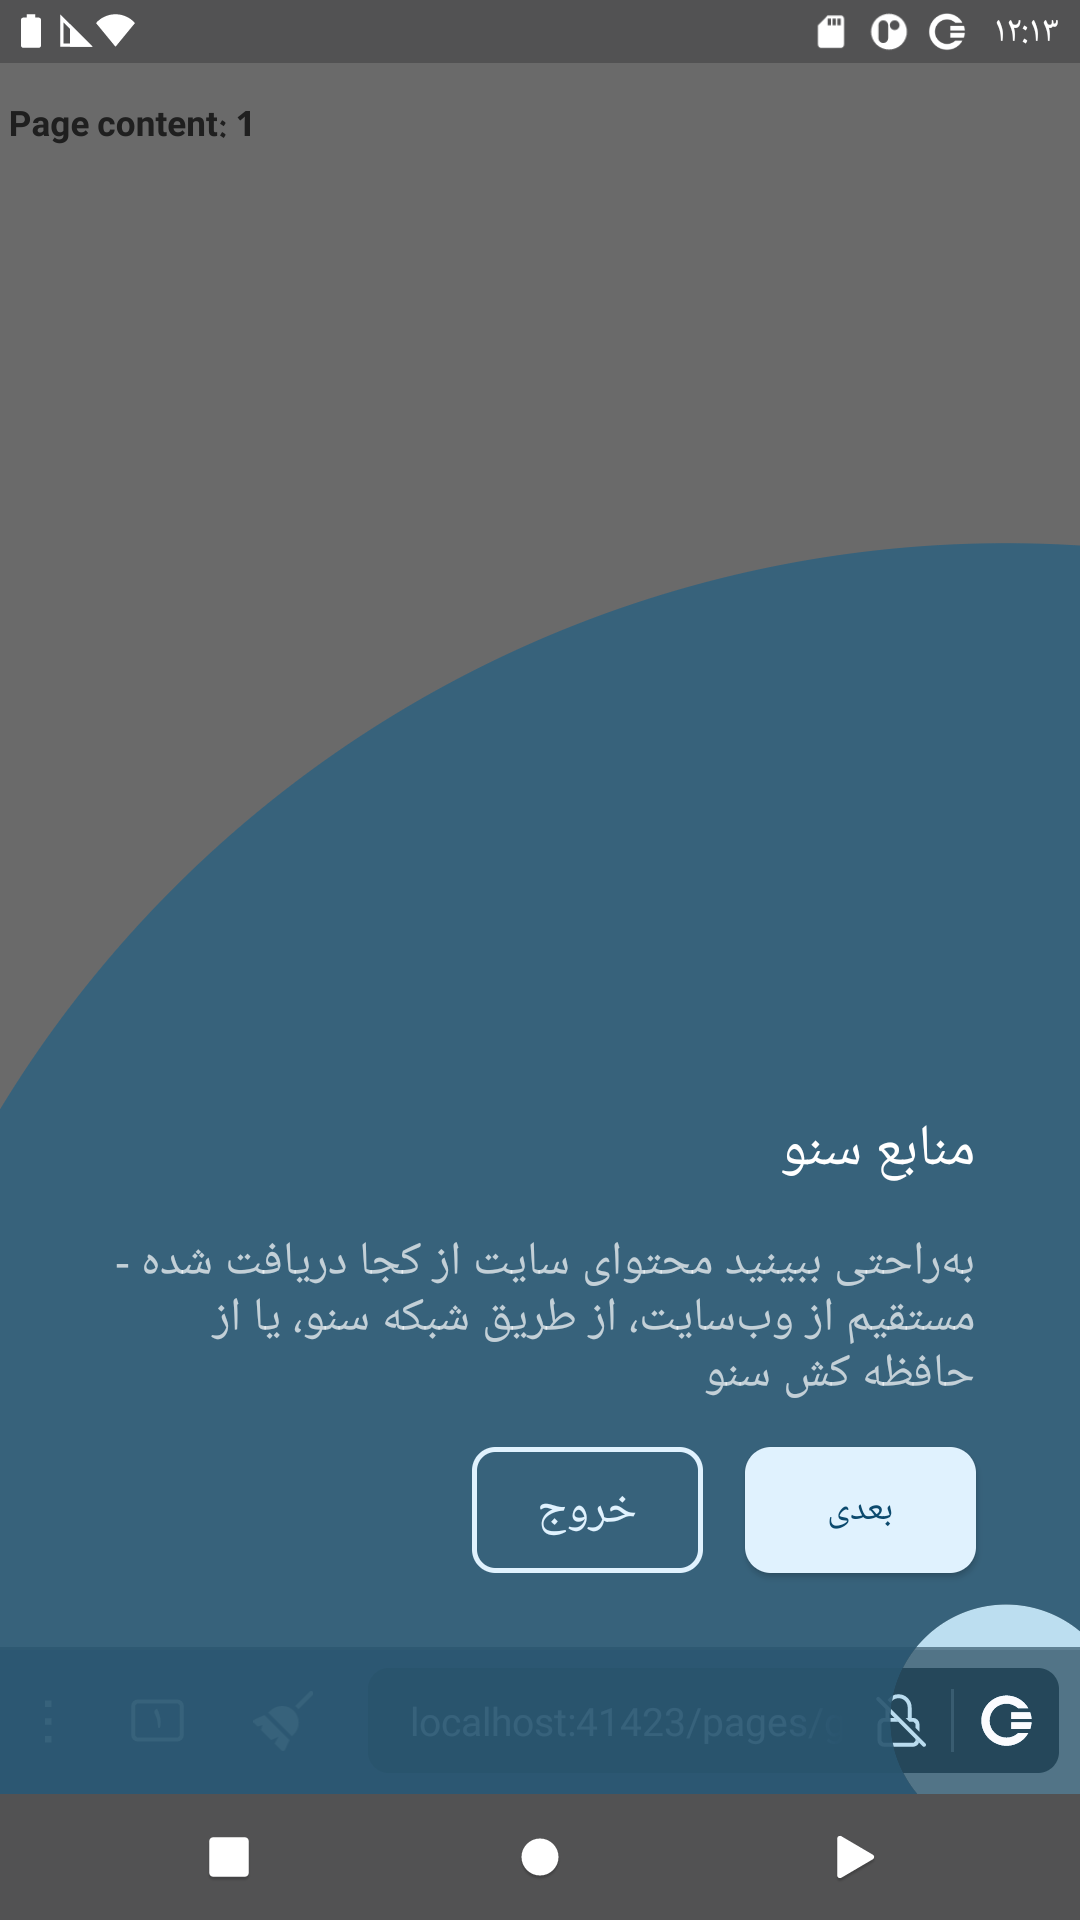 ۱۲:۱۳
Page content: 1
منابع سنو
به‌راحتی ببینید محتوای سایت از کجا دریافت شده -
مستقیم از وب‌سایت، از طریق شبکه سنو، یا از
حافظه کش سنو
بعدی
خروج
localhost:41423/pages/
۱